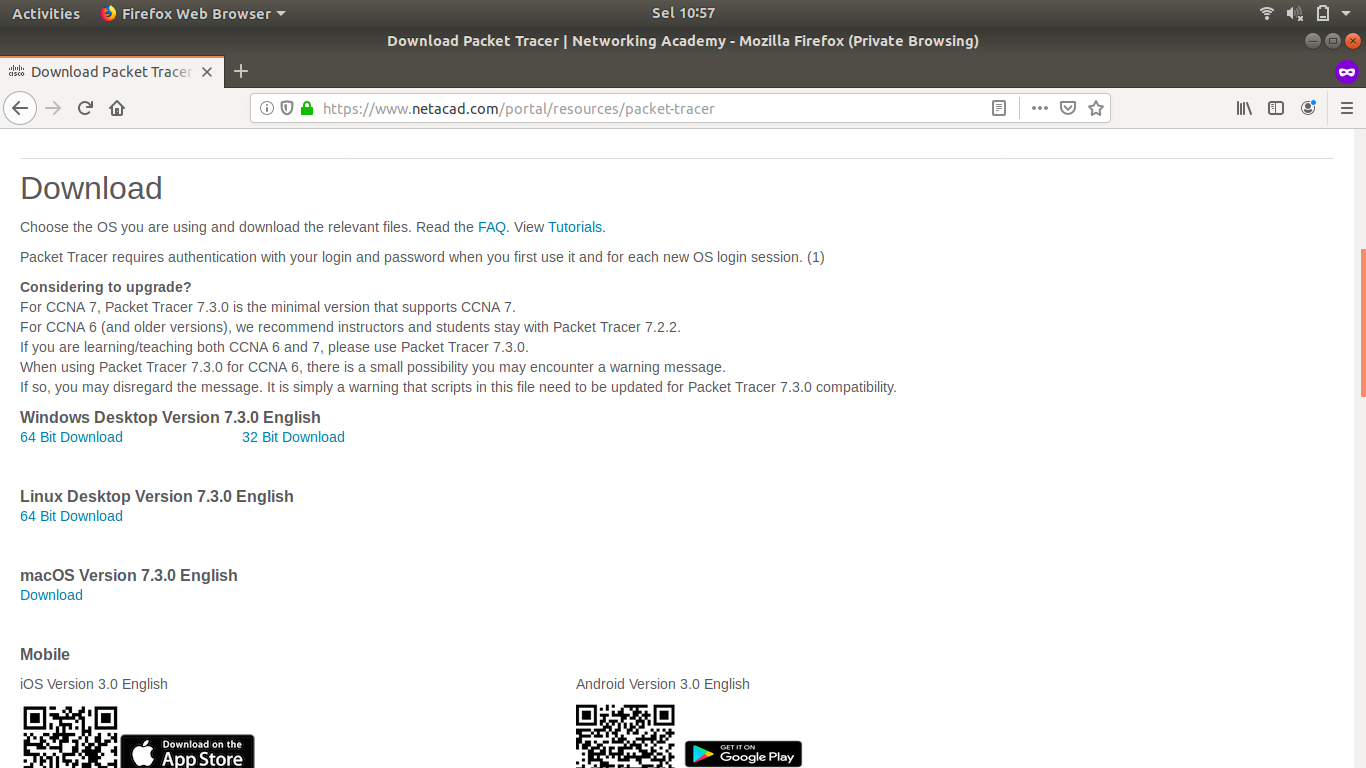 Activities Firefox Web Browser Sel 10:57
Download Packet Tracer | Networking Academy - Mozilla Firefox (Private Browsing)
CISCO Download Packet Tracer
https://www.netacad.com/portal/resources/packet-tracer
Download
Choose the OS you are using and download the relevant files. Read the FAQ. View Tutorials.
Packet Tracer requires authentication with your login and password when you first use it and for each new OS login session. (1)
Considering to upgrade?
For CCNA 7, Packet Tracer 7.3.0 is the minimal version that supports CCNA 7.
For CCNA 6 (and older versions), we recommend instructors and students stay with Packet Tracer 7.2.2.
If you are learning/teaching both CCNA 6 and 7, please use Packet Tracer 7.3.0.
When using Packet Tracer 7.3.0 for CCNA 6, there is a small possibility you may encounter a warning message.
If so, you may disregard the message. It is simply a warning that scripts in this file need to be updated for Packet Tracer 7.3.0 compatibility.
Windows Desktop Version 7.3.0 English
64 Bit Download 32 Bit Download
Linux Desktop Version 7.3.0 English
64 Bit Download
macOS Version 7.3.0 English
Download
Mobile
iOS Version 3.0 English Android Version 3.0 English
Download on the
App Store
GET IT ON
Google Play